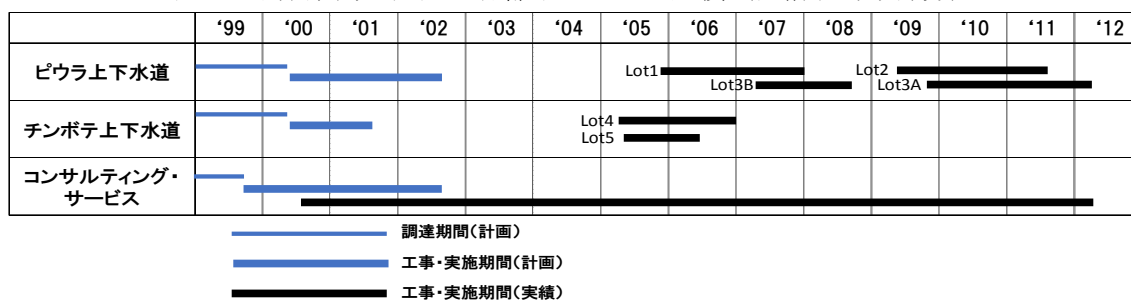 ‘99 ‘00 ‘01 ‘02 ‘03 ‘04 ‘05 ‘06 ‘07 ‘08 ‘09 ‘10 ‘11 ‘12
ピウラ上下水道 Lot1 Lot2
Lot3B Lot3A
チンボテ上下水道 Lot4
Lot5
コンサルティング・
サービス
調達期間(計画)
工事・実施期間(計画)
工事・実施期間(実績)